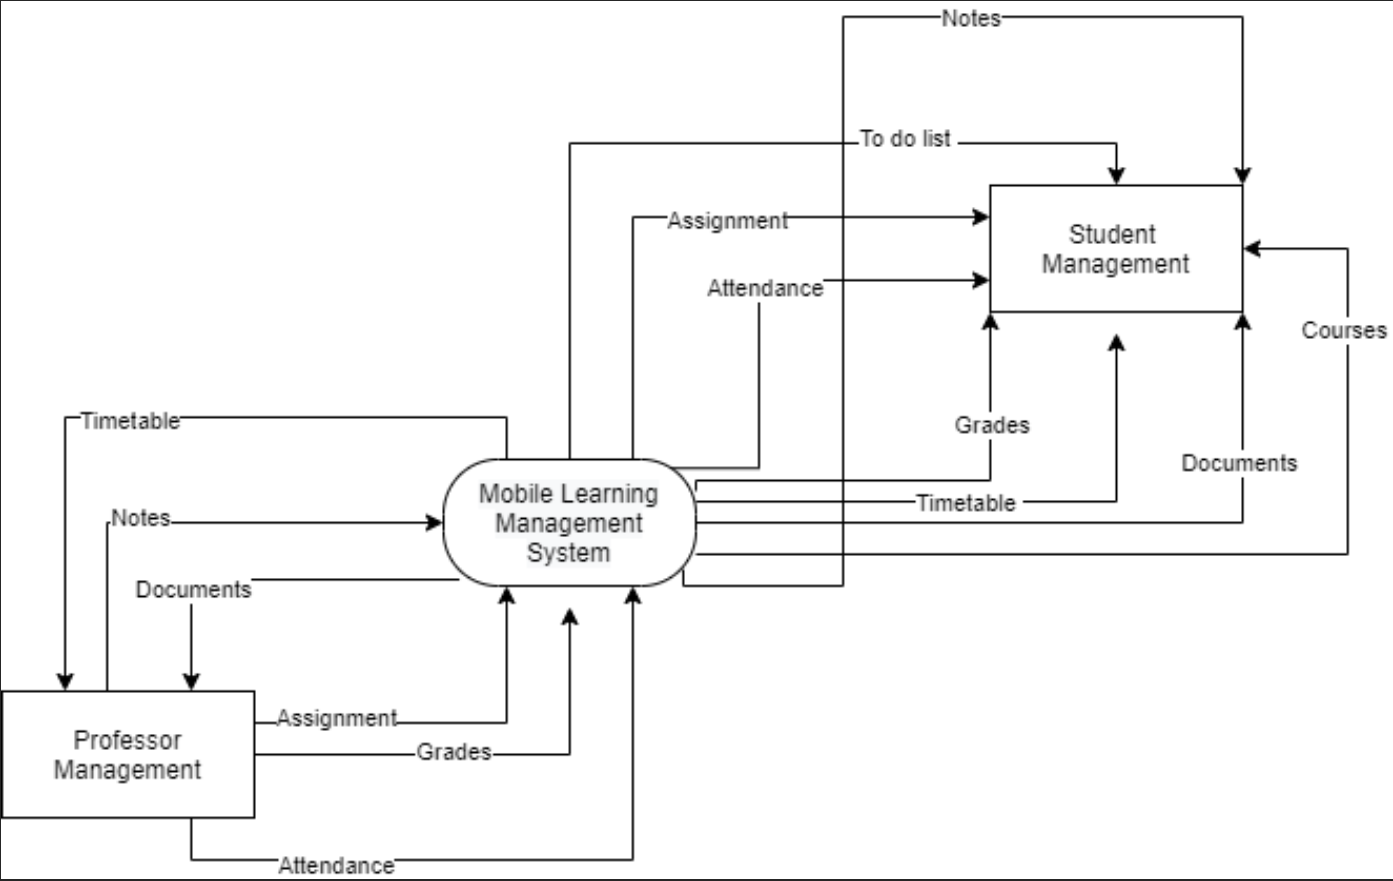 Notes
To do list
Assignment
Student
Management
Attendance
Courses
Timetable
Grades
Documents
Mobile Learning
Management
System
Timetable
Notes
Documents
Assignment
Professor
Management
Grades
Attendance